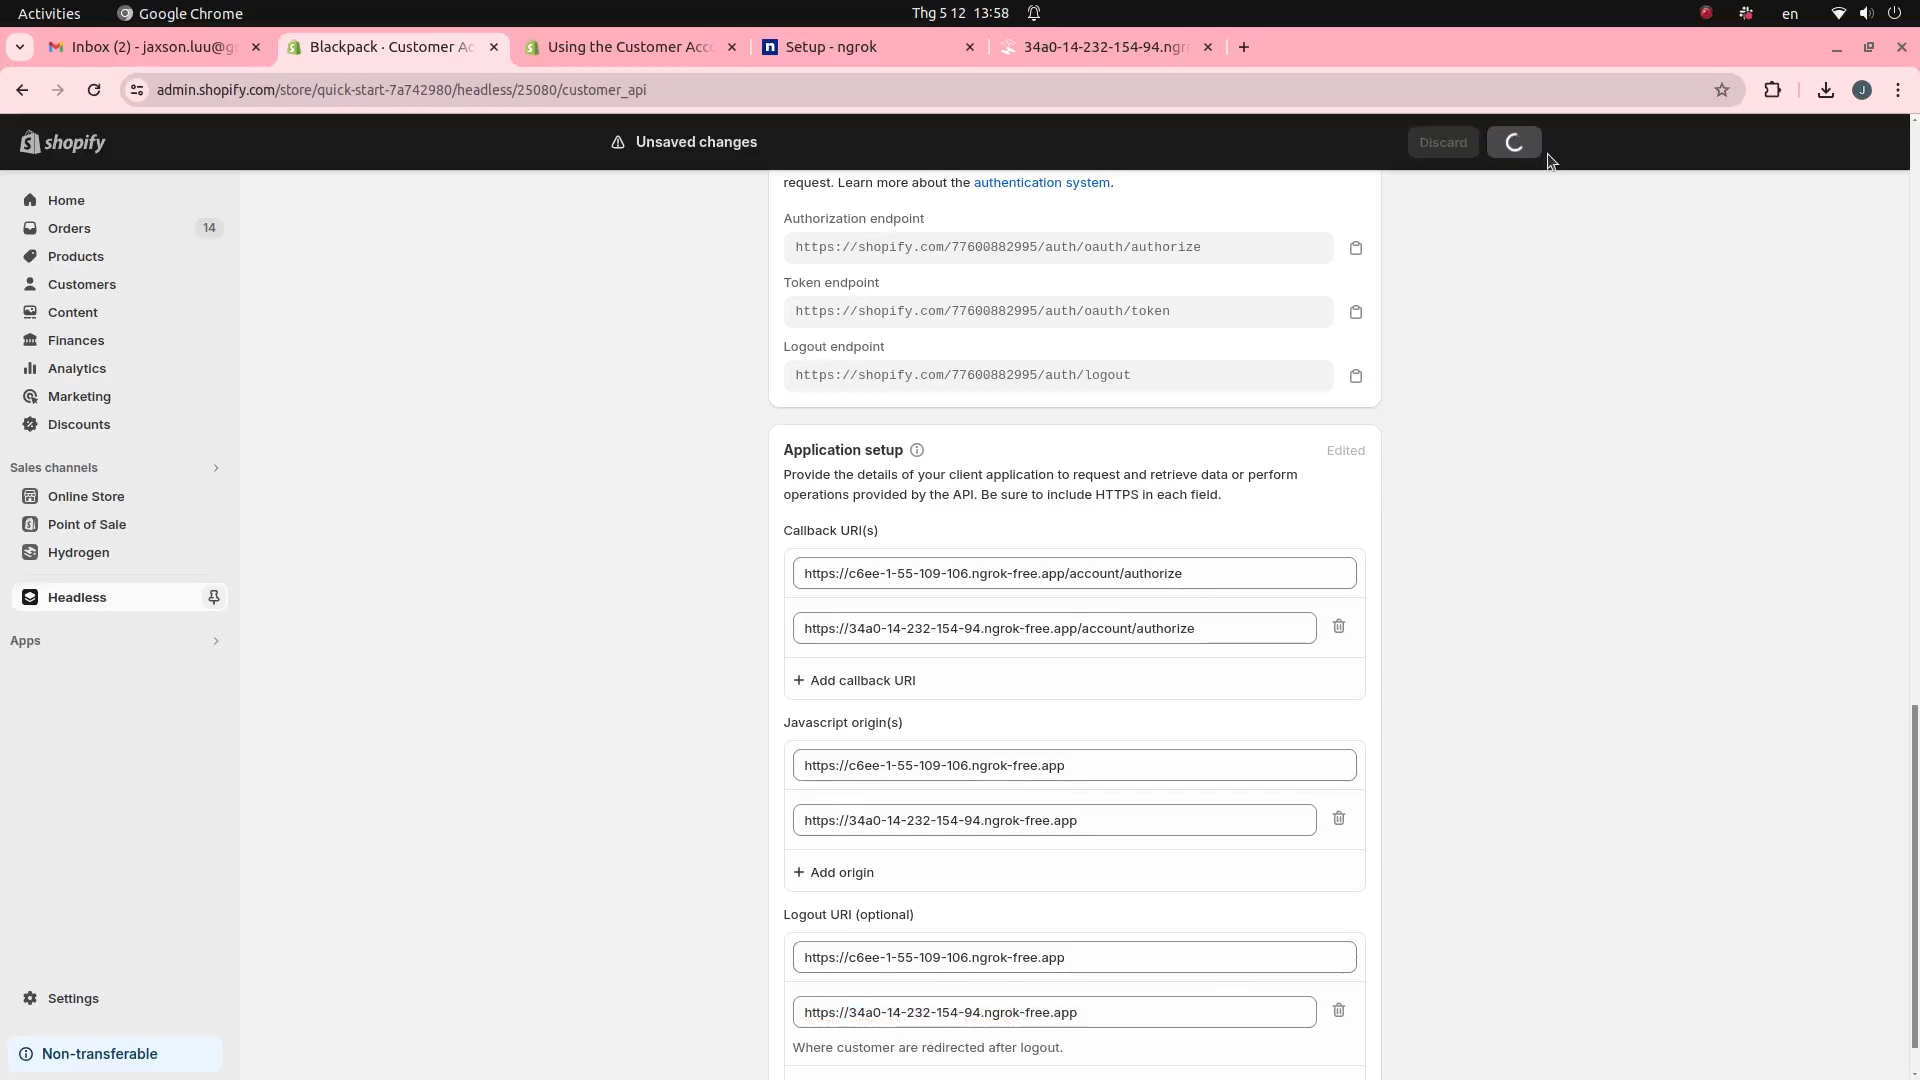 Activities
Google Chrome
Thg 5 12 13:58
en
Inbox (2) - jaxson.luu@g
Blackpack · Customer Ac
Using the Customer Acc
Setup - ngrok
34a0-14-232-154-94.ngr
admin.shopify.com/store/quick-start-7a742980/headless/25080/customer_api
J
shopify
Unsaved changes
Discard
Home
Orders
14
Products
Customers
Content
Finances
Analytics
Marketing
Discounts
Sales channels
Online Store
Point of Sale
Hydrogen
Headless
Apps
Settings
Non-transferable
request. Learn more about the authentication system.
Authorization endpoint
https://shopify.com/77600882995/auth/oauth/authorize
Token endpoint
https://shopify.com/77600882995/auth/oauth/token
Logout endpoint
https://shopify.com/77600882995/auth/logout
Application setup
Edited
Provide the details of your client application to request and retrieve data or perform
operations provided by the API. Be sure to include HTTPS in each field.
Callback URI(s)
https://c6ee-1-55-109-106.ngrok-free.app/account/authorize
https://34a0-14-232-154-94.ngrok-free.app/account/authorize
+ Add callback URI
Javascript origin(s)
https://c6ee-1-55-109-106.ngrok-free.app
https://34a0-14-232-154-94.ngrok-free.app
+ Add origin
Logout URI (optional)
https://c6ee-1-55-109-106.ngrok-free.app
https://34a0-14-232-154-94.ngrok-free.app
Where customer are redirected after logout.